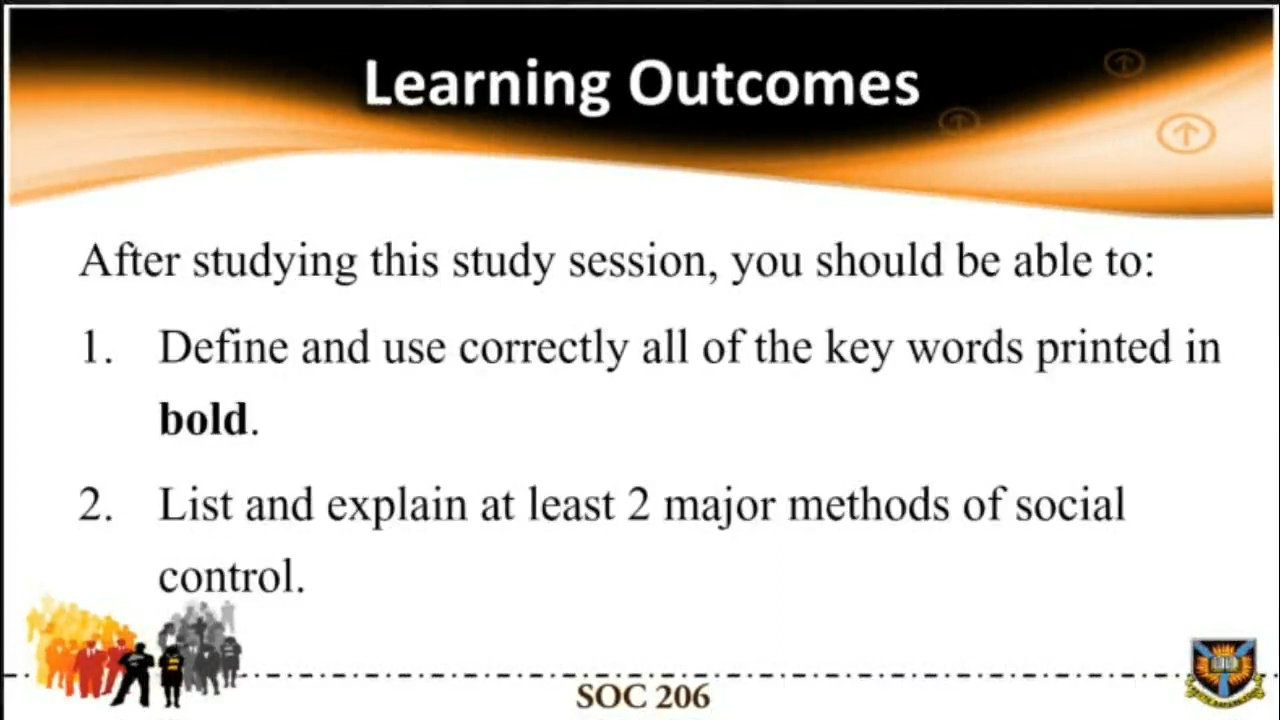 Learning Outcomes
After studying this study session, you should be able to:
1. Define and use correctly all of the key words printed in
bold.
2. List and explain at least 2 major methods of social
control.
SOC 206